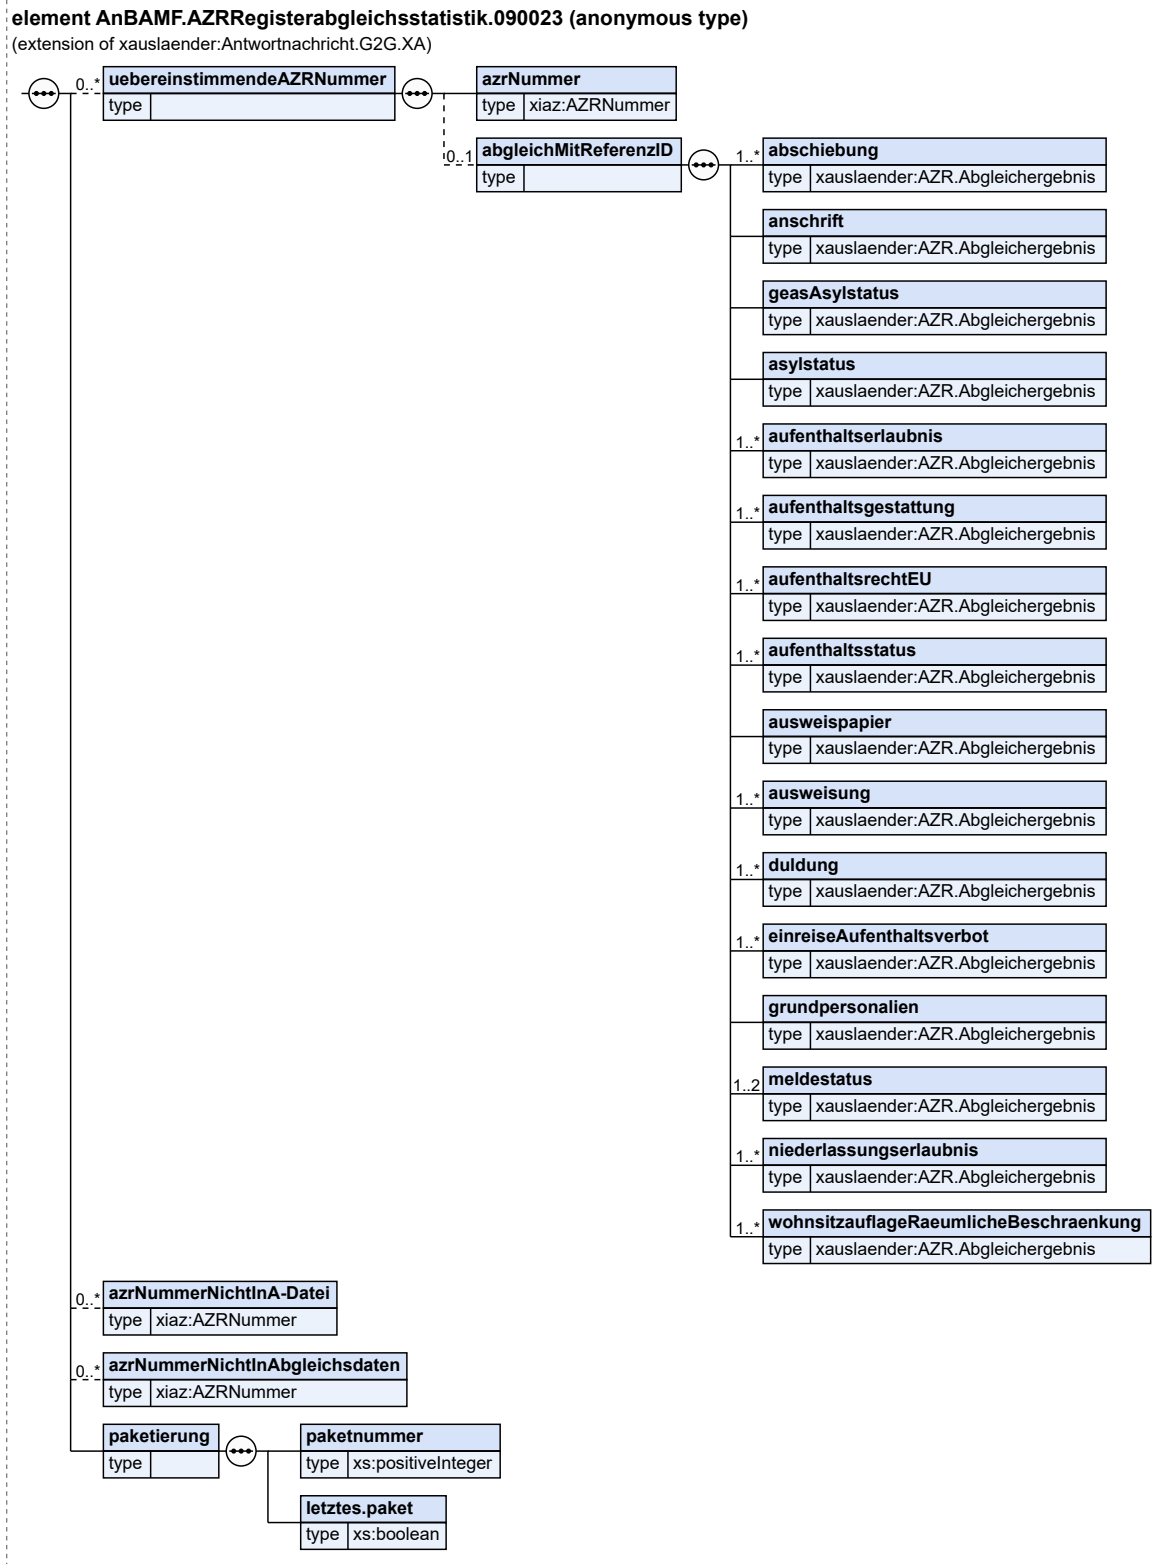 element AnBAMF.AZRRegisterabgleichsstatistik.090023 (anonymous type)
(extension of xauslaender:Antwortnachricht.G2G.XA)
0..* uebereinstimmendeAZRNummer
type
azrNummer
type xiaz:AZRNummer
0..1 abgleichMitReferenzID
type
1..* abschiebung
type xauslaender:AZR.Abgleichergebnis
anschrift
type xauslaender:AZR.Abgleichergebnis
geasAsylstatus
type xauslaender:AZR.Abgleichergebnis
asylstatus
type xauslaender:AZR.Abgleichergebnis
1..* aufenthaltserlaubnis
type xauslaender:AZR.Abgleichergebnis
1..* aufenthaltsgestattung
type xauslaender:AZR.Abgleichergebnis
1..* aufenthaltsrechtEU
type xauslaender:AZR.Abgleichergebnis
1..* aufenthaltsstatus
type xauslaender:AZR.Abgleichergebnis
ausweispapier
type xauslaender:AZR.Abgleichergebnis
1..* ausweisung
type xauslaender:AZR.Abgleichergebnis
1..* duldung
type xauslaender:AZR.Abgleichergebnis
1..* einreiseAufenthaltsverbot
type xauslaender:AZR.Abgleichergebnis
grundpersonalien
type xauslaender:AZR.Abgleichergebnis
1..2 meldestatus
type xauslaender:AZR.Abgleichergebnis
1..* niederlassungserlaubnis
type xauslaender:AZR.Abgleichergebnis
1..* wohnsitzauflageRaeumlicheBeschraenkung
type xauslaender:AZR.Abgleichergebnis
0..* azrNummerNichtInA-Datei
type xiaz:AZRNummer
0..* azrNummerNichtInAbgleichsdaten
type xiaz:AZRNummer
paketierung
type
paketnummer
type xs:positiveInteger
letztes.paket
type xs:boolean